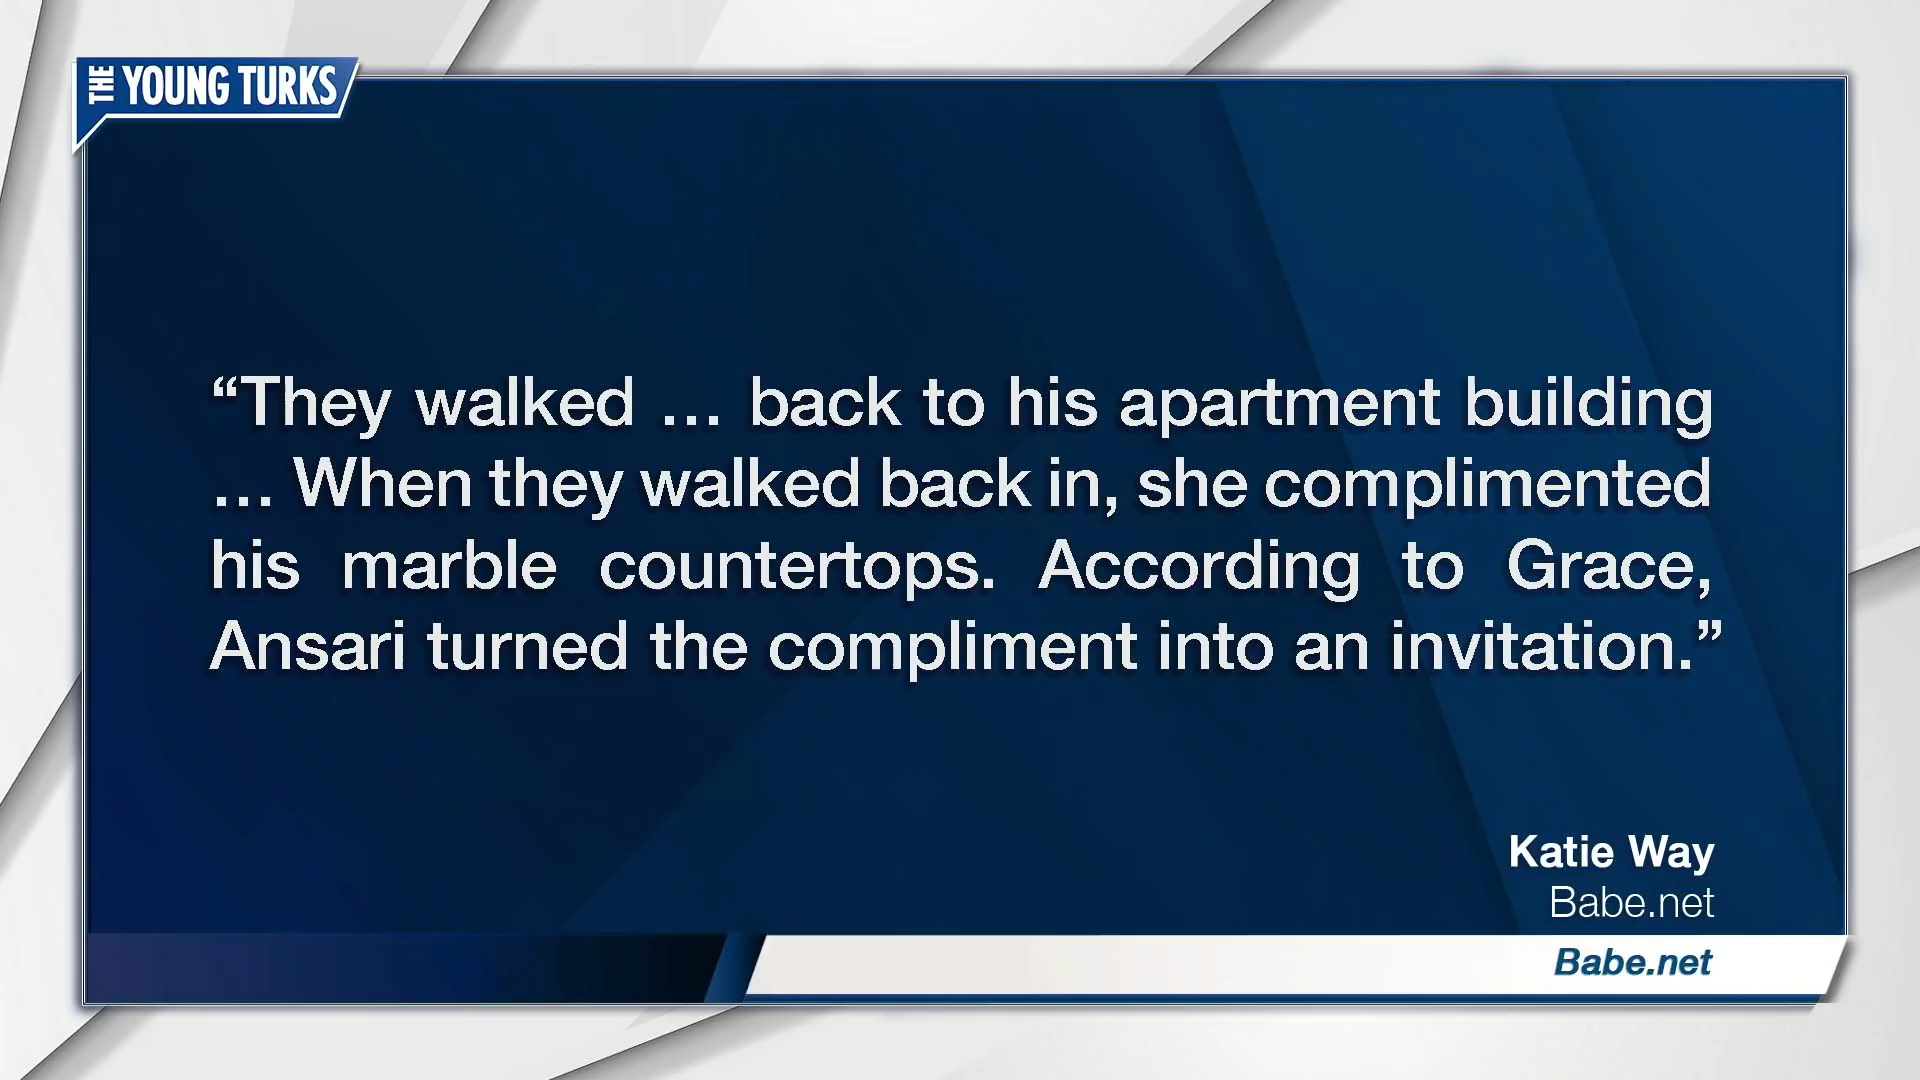 THE YOUNG TURKS
“They walked … back to his apartment building
… When they walked back in, she complimented
his marble countertops. According to Grace,
Ansari turned the compliment into an invitation.”
Katie Way
Babe.net
Babe.net